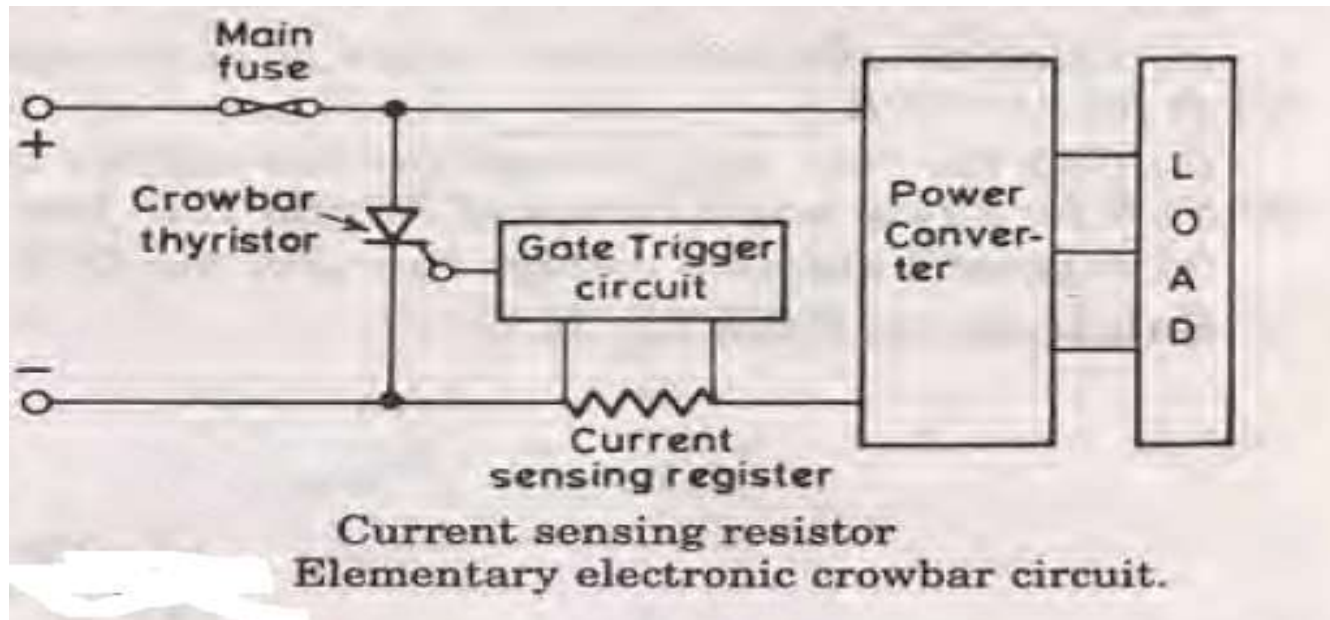 Main
fuse
+
Crowbar
thyristor
Gate Trigger
circuit
Power
Conver-
ter
L
O
A
D
−
Current
sensing register
Current sensing resistor
Elementary electronic crowbar circuit.